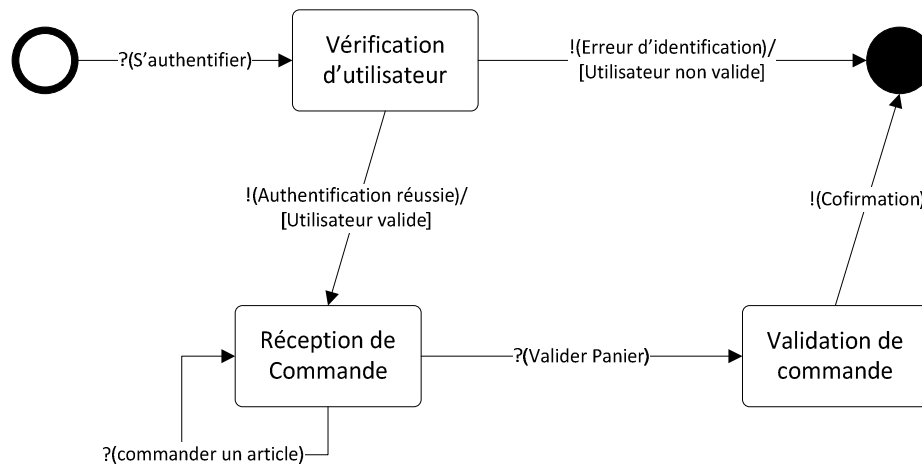 ?(S’authentifier)
Vérification
d’utilisateur
!(Erreur d’identification)/
[Utilisateur non valide]
!(Authentification réussie)/
[Utilisateur valide]
!(Cofirmation)
Réception de
Commande
?(Valider Panier)
Validation de
commande
?(commander un article)